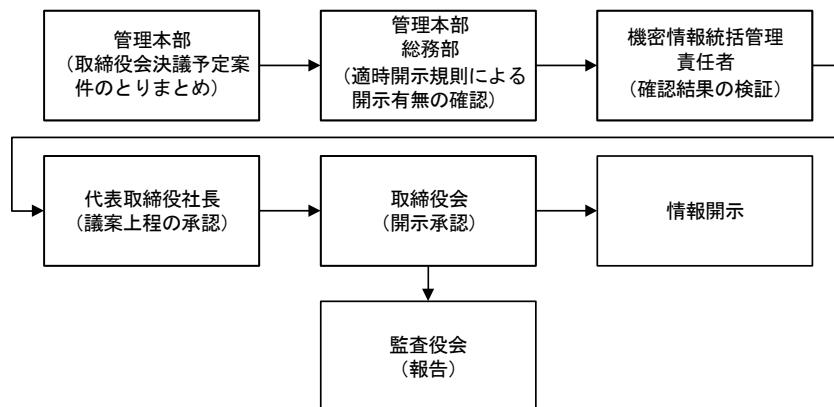 管理本部
（取締役会決議予定案
件のとりまとめ）
管理本部
総務部
（適時開示規則による
開示有無の確認）
機密情報統括管理
責任者
（確認結果の検証）
代表取締役社長
（議案上程の承認）
取締役会
（開示承認）
情報開示
監査役会
（報告）